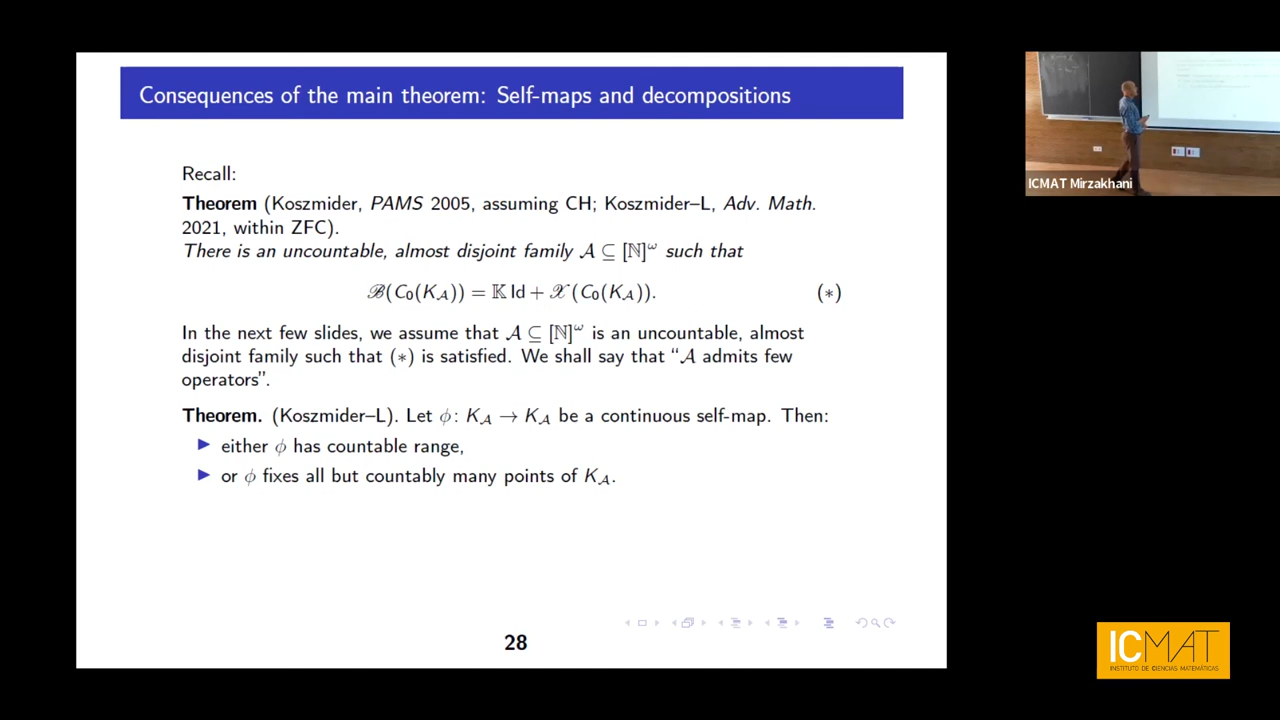 Consequences of the main theorem: Self-maps and decompositions
Recall:
Theorem (Koszmider, PAMS 2005, assuming CH; Koszmider–L, Adv. Math.
2021, within ZFC).
There is an uncountable, almost disjoint family 𝒜 ⊆ [ℕ]^ω such that
ℬ(C₀(K_𝒜)) = 𝕂 Id + 𝒳(C₀(K_𝒜)). (∗)
In the next few slides, we assume that 𝒜 ⊆ [ℕ]^ω is an uncountable, almost
disjoint family such that (∗) is satisfied. We shall say that “𝒜 admits few
operators”.
Theorem. (Koszmider–L). Let ϕ: K_𝒜 → K_𝒜 be a continuous self-map. Then:
▶ either ϕ has countable range,
▶ or ϕ fixes all but countably many points of K_𝒜.
28
ICMAT Mirzakhani
ICMAT
INSTITUTO DE CIENCIAS MATEMÁTICAS